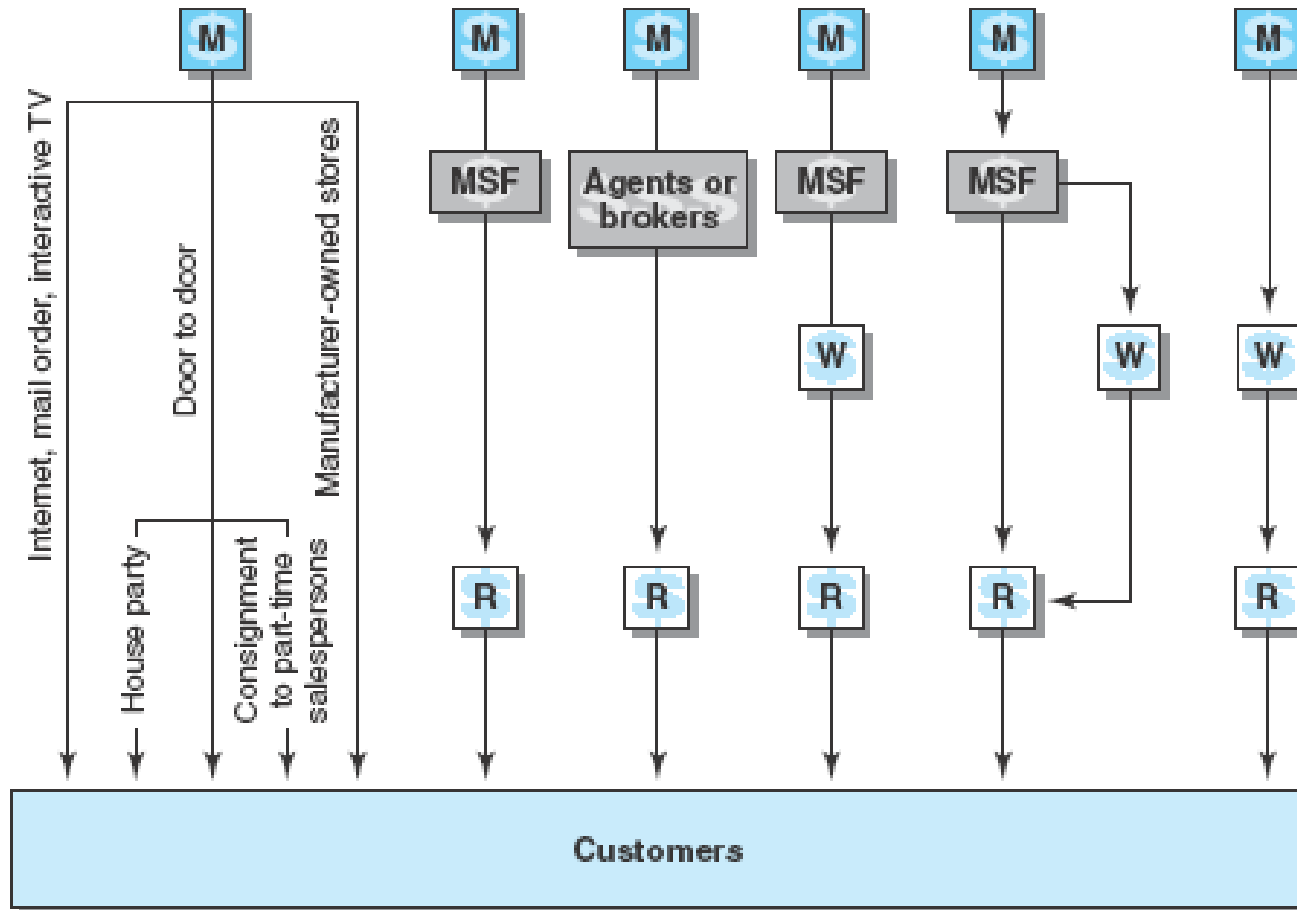 M
M
M
M
M
M
Internet, mail order, interactive TV
Door to door
Manufacturer-owned stores
MSF
Agents or
brokers
MSF
MSF
W
W
W
House party
Consignment
to part-time
salespersons
R
R
R
R
R
Customers